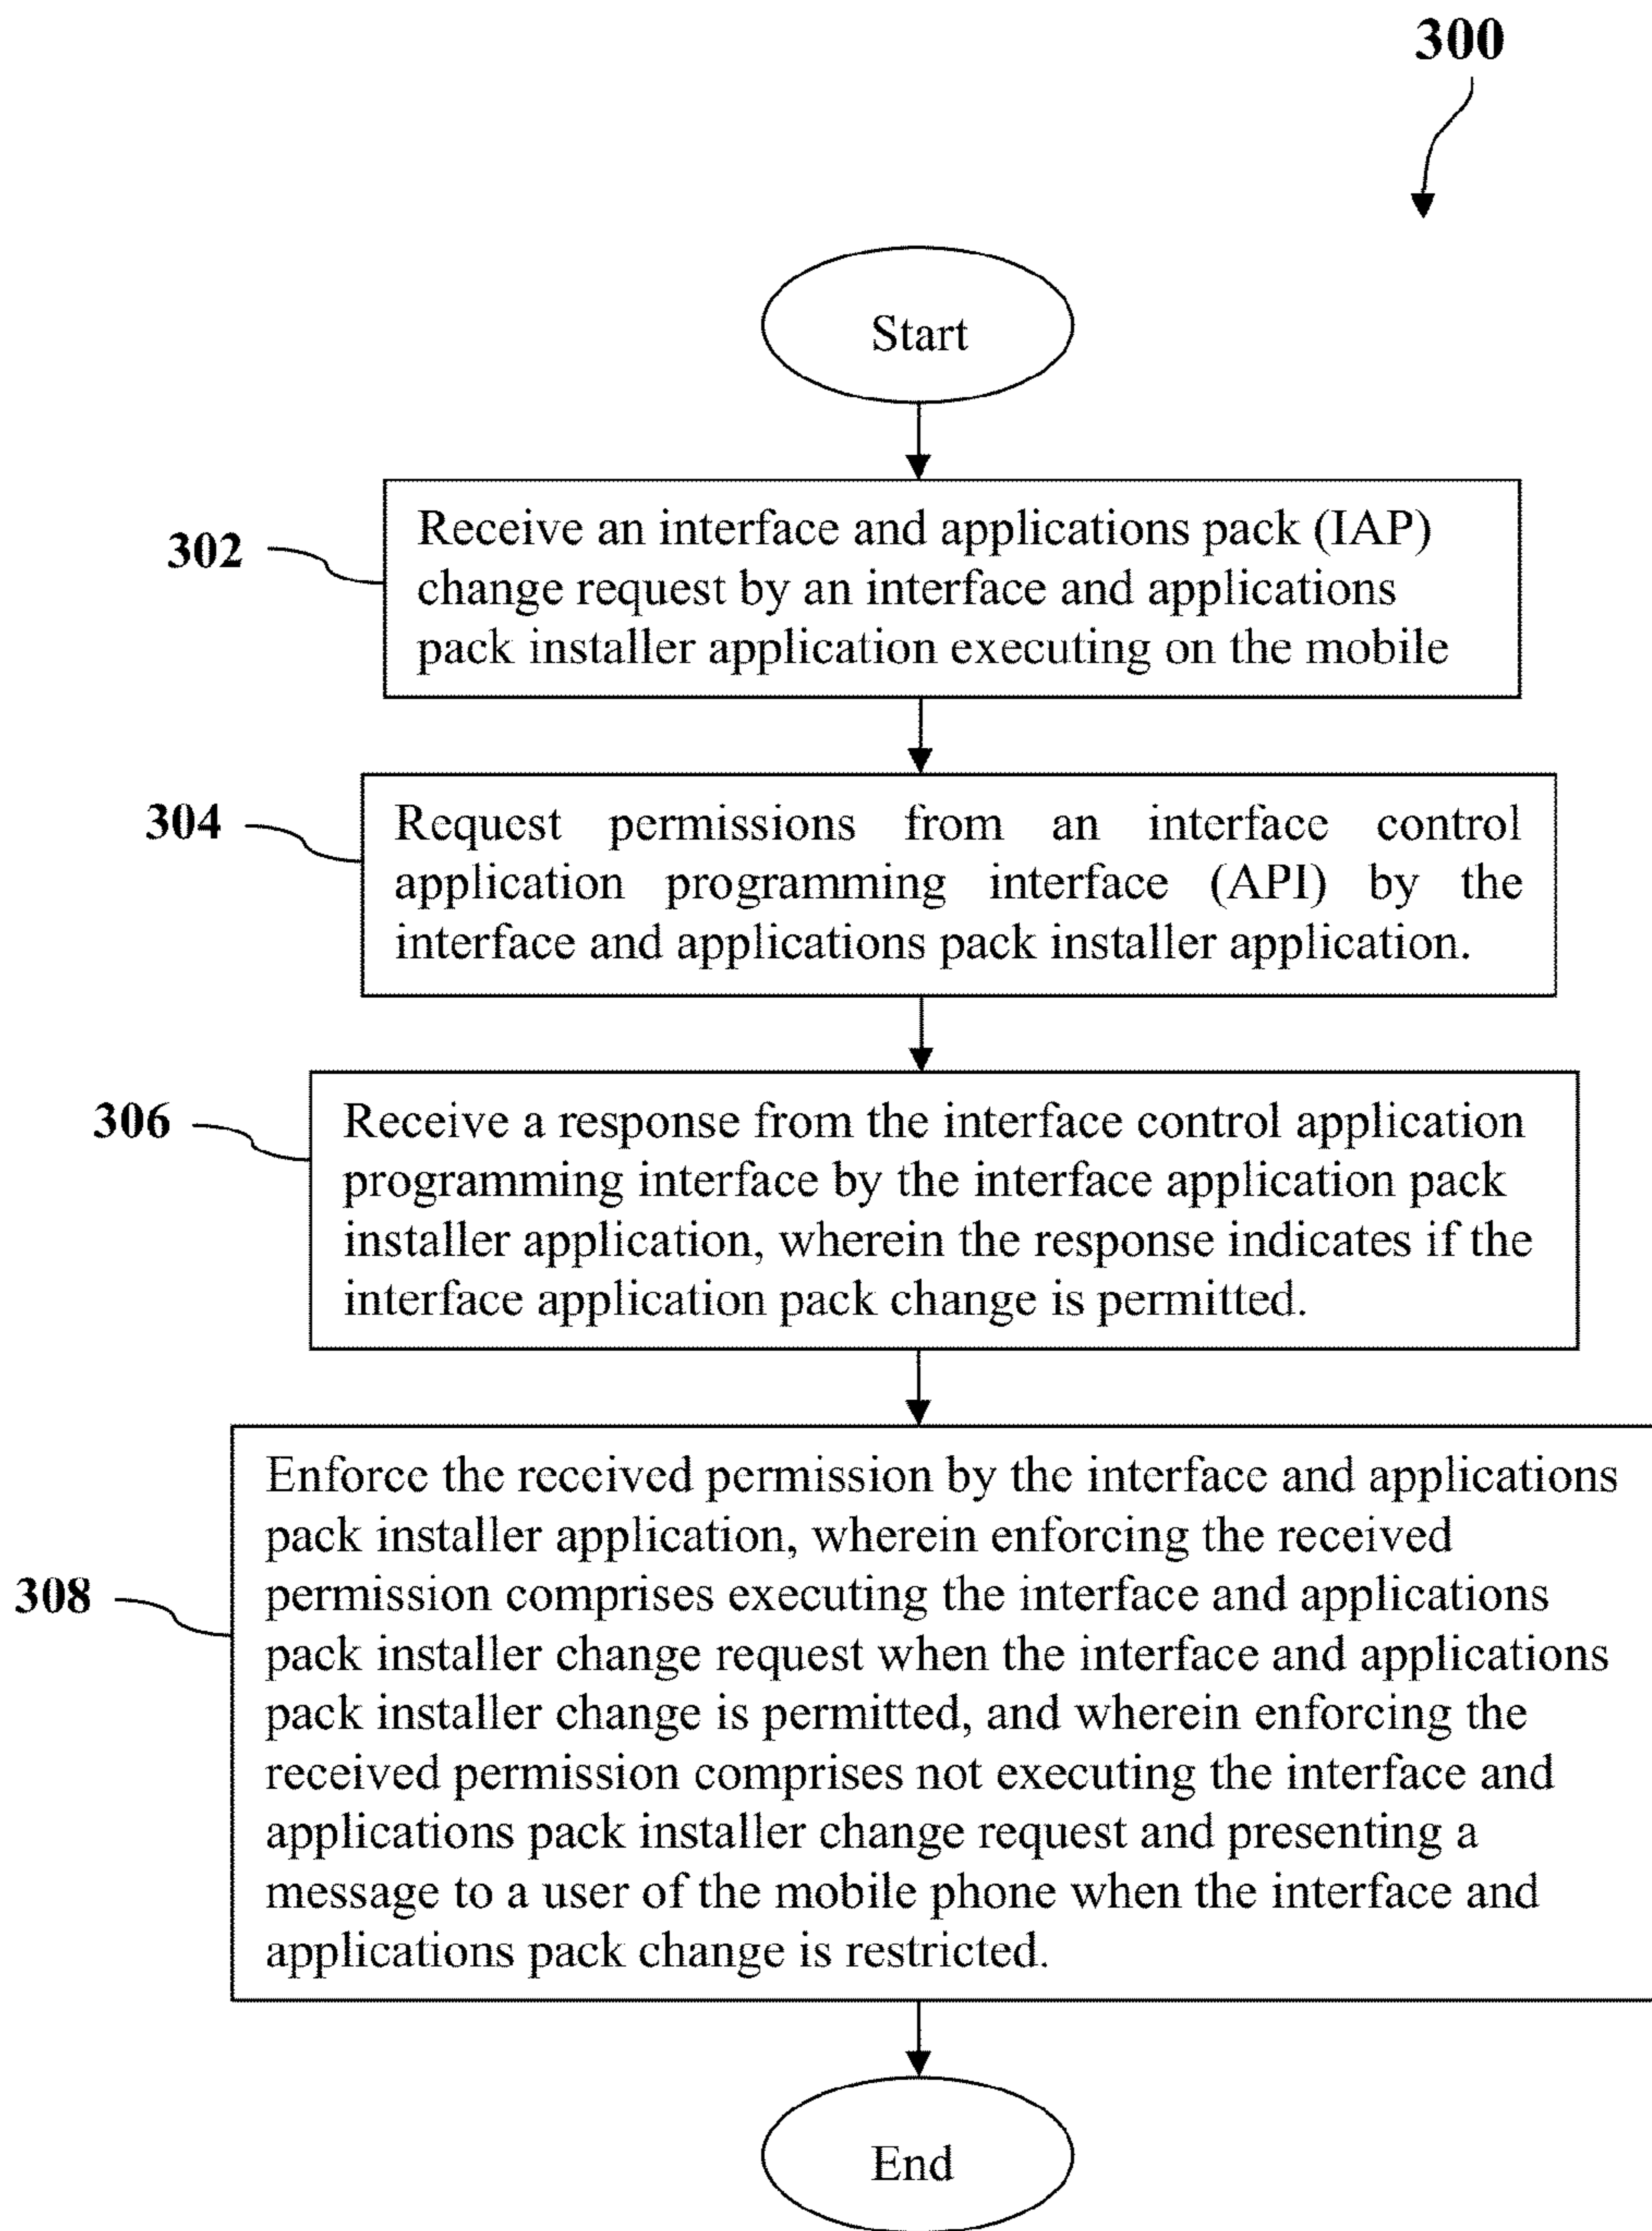 300
Start
302
Receive an interface and applications pack (IAP)
change request by an interface and applications
pack installer application executing on the mobile
304
Request permissions from an interface control
application programming interface (API) by the
interface and applications pack installer application.
306
Receive a response from the interface control application
programming interface by the interface application pack
installer application, wherein the response indicates if the
interface application pack change is permitted.
308
Enforce the received permission by the interface and applications
pack installer application, wherein enforcing the received
permission comprises executing the interface and applications
pack installer change request when the interface and applications
pack installer change is permitted, and wherein enforcing the
received permission comprises not executing the interface and
applications pack installer change request and presenting a
message to a user of the mobile phone when the interface and
applications pack change is restricted.
End